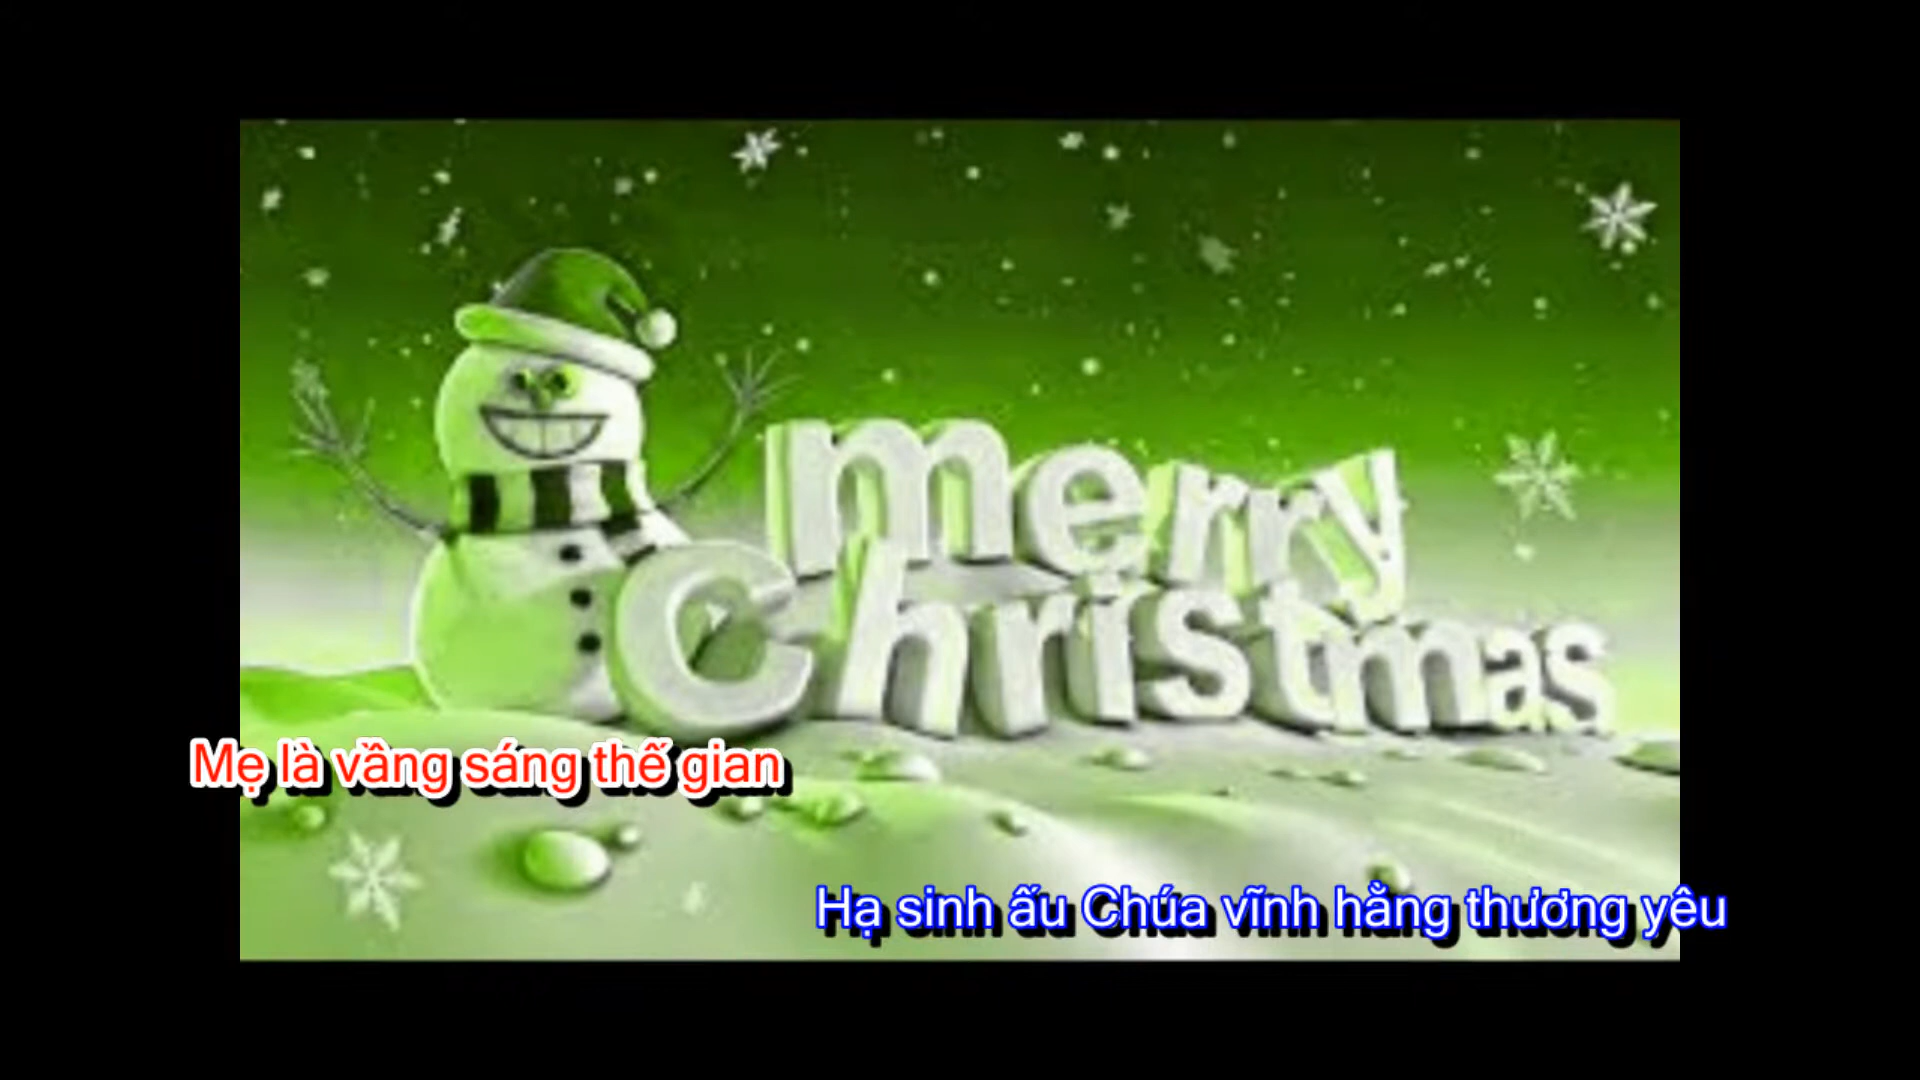 merry
Christmas
Mẹ là vầng sáng thế gian
Hạ sinh ấu Chúa vĩnh hằng thương yêu